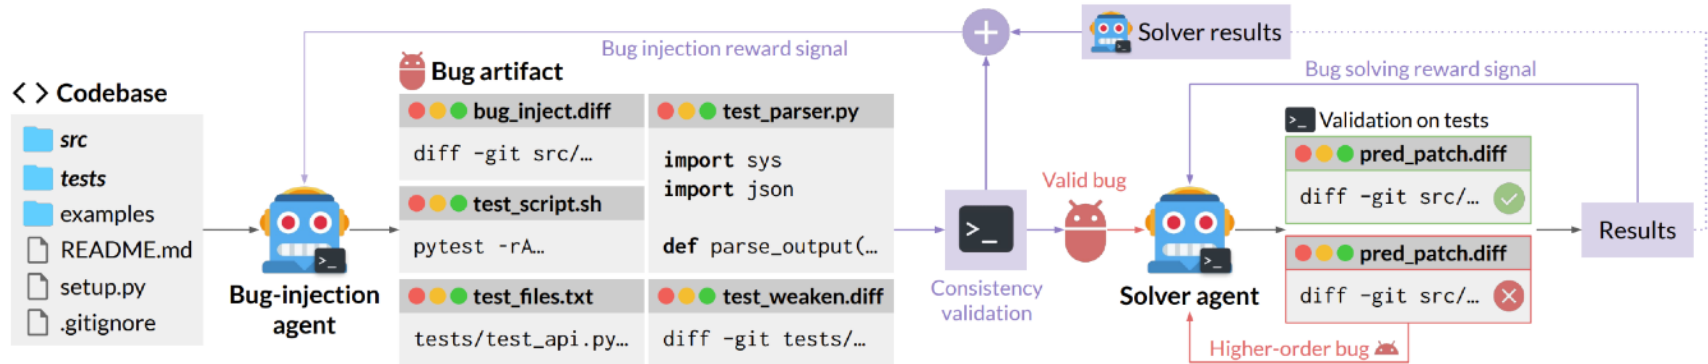 Solver results
Bug injection reward signal
Bug solving reward signal
< > Codebase
src
tests
examples
README.md
setup.py
.gitignore
Bug-injection
agent
Bug artifact
bug_inject.diff
diff -git src/…
test_script.sh
pytest -rA…
test_files.txt
tests/test_api.py…
test_parser.py
import sys
import json
def parse_output(…
test_weaken.diff
diff -git tests/…
>_
Consistency
validation
Valid bug
Solver agent
>_ Validation on tests
pred_patch.diff
diff -git src/…
pred_patch.diff
diff -git src/…
Higher-order bug
Results